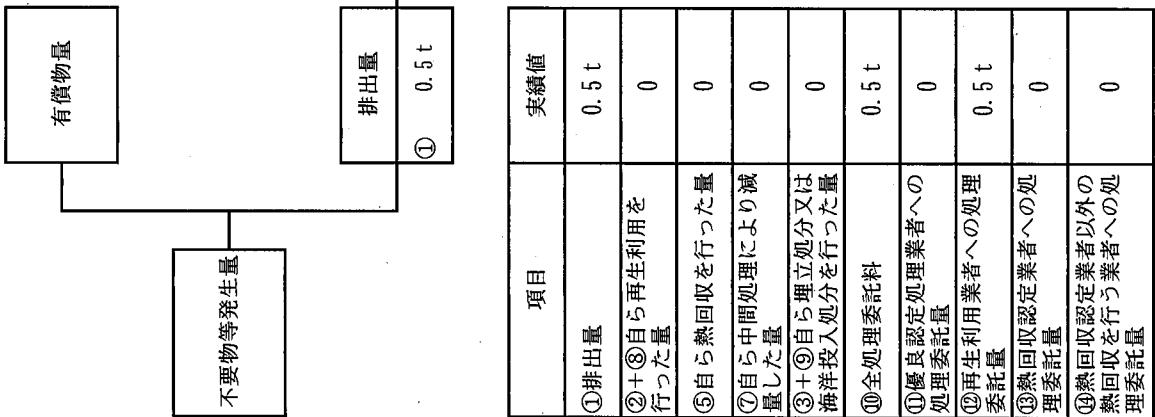 有償物量
不要物等発生量
排出量
① 0.5t
項目 実績値
①排出量 0.5t
②+⑧自ら再生利用を
行った量 0
⑤自ら熱回収を行った量 0
⑦自ら中間処理により減
量した量 0
③+⑨自ら埋立処分又は
海洋投入処分を行った量 0
⑩全処理委託料 0.5t
⑪優良認定処理業者への
処理委託量 0
⑫再生利用業者への処理
委託量 0.5t
⑬熱回収認定業者への処
理委託量 0
⑭熱回収認定業者以外の
熱回収を行う業者への処
理委託量 0